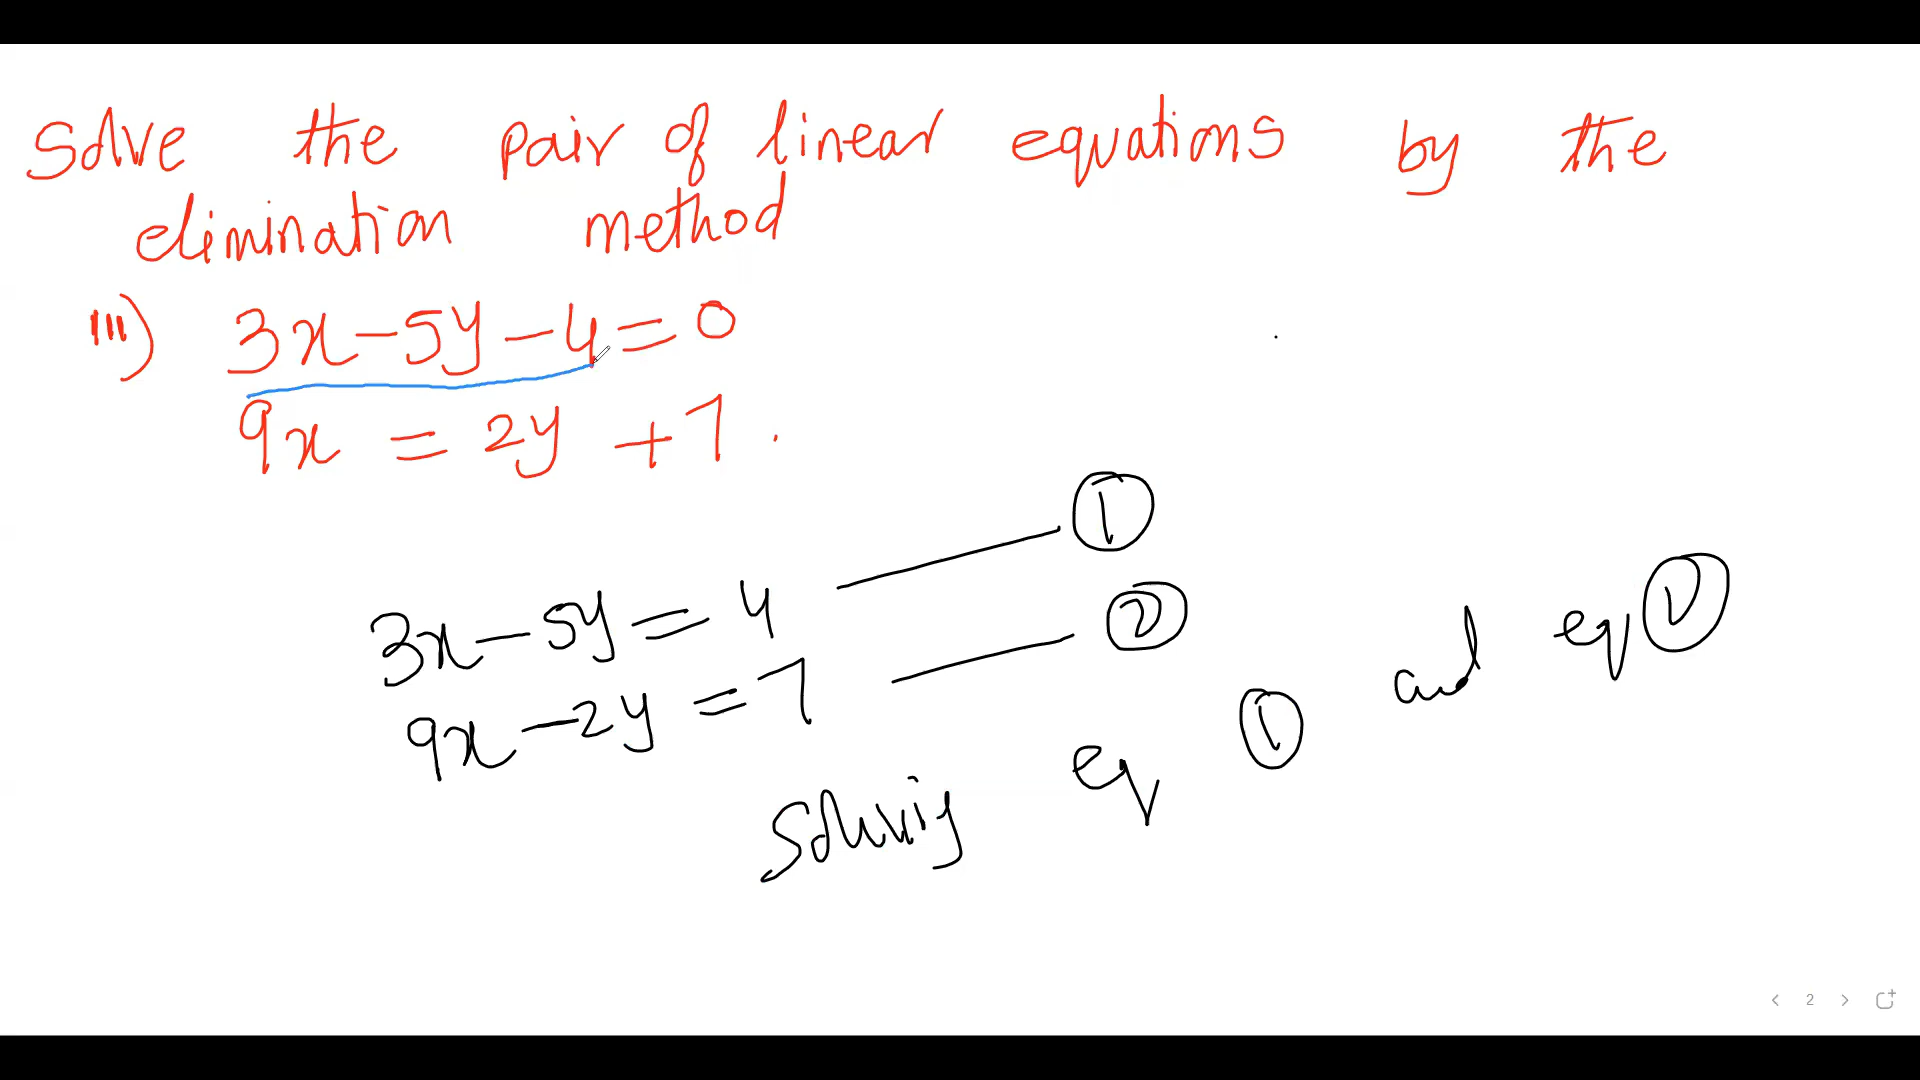 Solve the pair of linear equations by the
elimination method
III) 3x-5y-4=0
9x = 2y +7.
3x-5y=4 ①
9x-2y=7 ②
Solving eq ① and eq ②
2